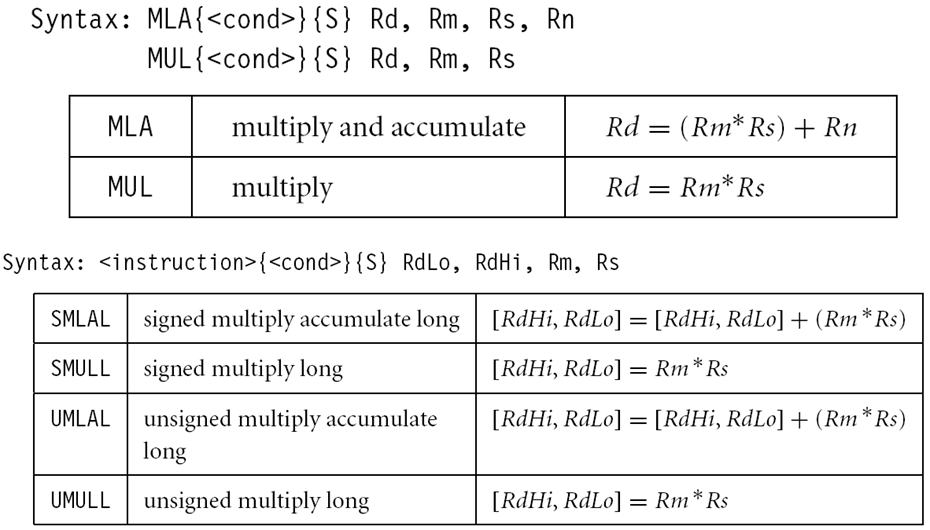 Syntax: MLA{<cond>}{S} Rd, Rm, Rs, Rn
MUL{<cond>}{S} Rd, Rm, Rs
MLA multiply and accumulate Rd = (Rm*Rs) + Rn
MUL multiply Rd = Rm*Rs
Syntax: <instruction>{<cond>}{S} RdLo, RdHi, Rm, Rs
SMLAL signed multiply accumulate long [RdHi, RdLo] = [RdHi, RdLo] + (Rm*Rs)
SMULL signed multiply long [RdHi, RdLo] = Rm*Rs
UMLAL unsigned multiply accumulate [RdHi, RdLo] = [RdHi, RdLo] + (Rm*Rs)
long
UMULL unsigned multiply long [RdHi, RdLo] = Rm*Rs